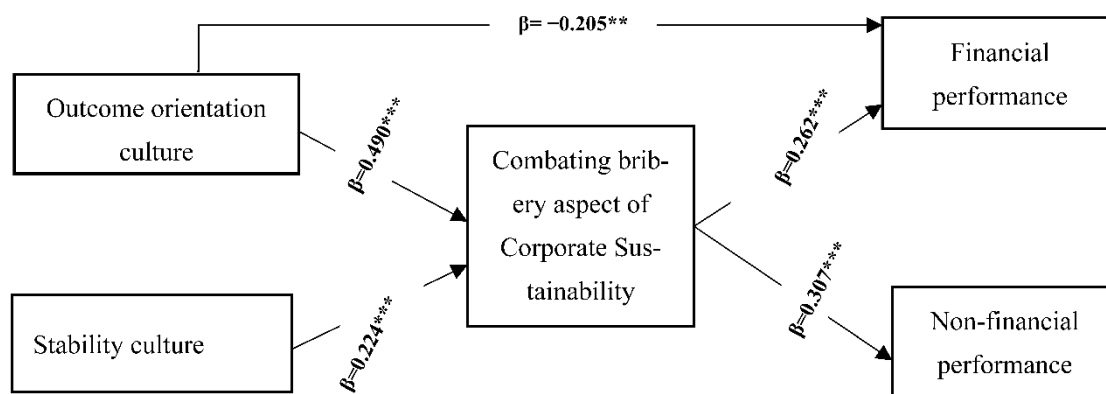 β= −0.205**
Outcome orientation
culture
Financial
performance
β=0.490***
β=0.262***
Combating brib-
ery aspect of
Corporate Sus-
tainability
Stability culture
β=0.224***
β=0.307***
Non-financial
performance